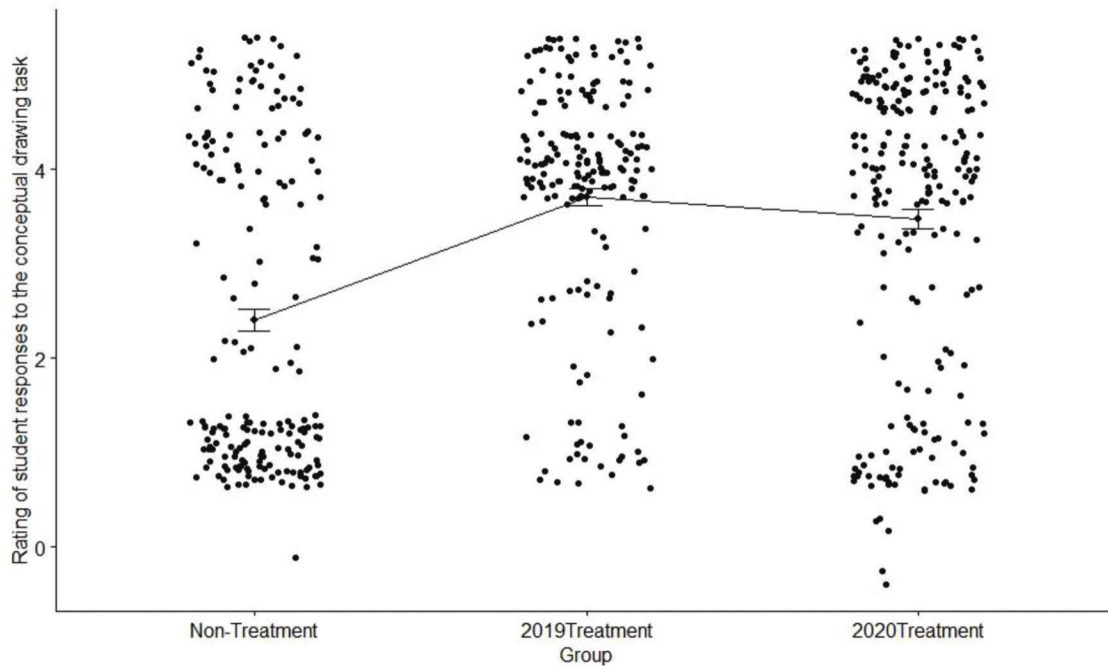 Rating of student responses to the conceptual drawing task
4
2
0
Non-Treatment 2019Treatment 2020Treatment
Group